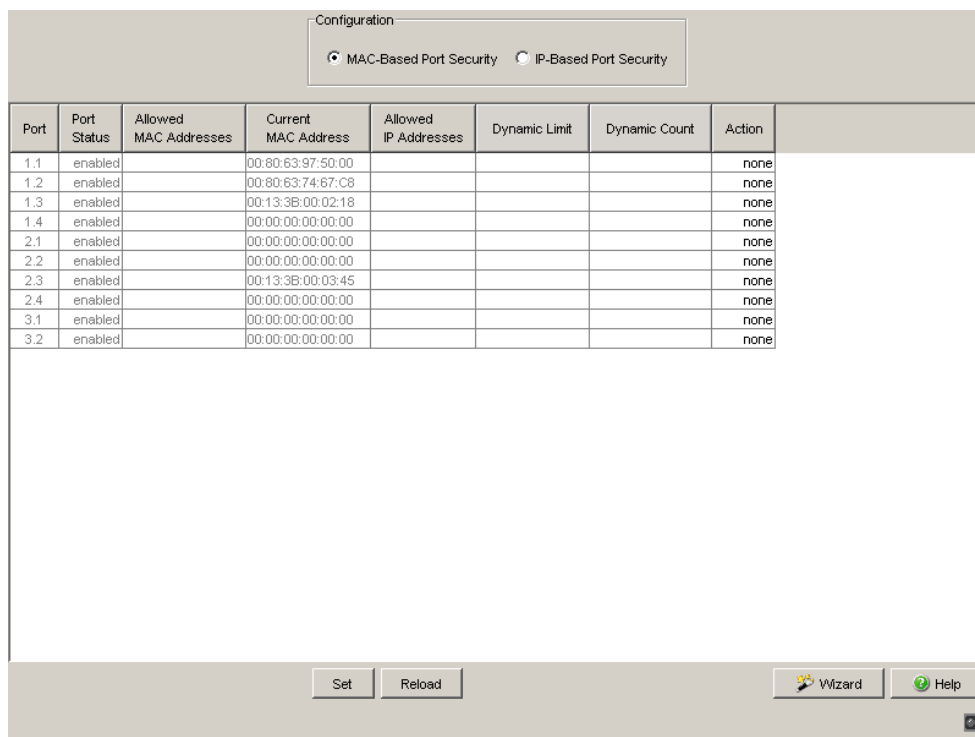 Configuration
MAC-Based Port Security IP-Based Port Security
Port Port Status Allowed MAC Addresses Current MAC Address Allowed IP Addresses Dynamic Limit Dynamic Count Action
1.1 enabled 00:80:63:97:50:00 none
1.2 enabled 00:80:63:74:67:C8 none
1.3 enabled 00:13:3B:00:02:18 none
1.4 enabled 00:00:00:00:00:00 none
2.1 enabled 00:00:00:00:00:00 none
2.2 enabled 00:00:00:00:00:00 none
2.3 enabled 00:13:3B:00:03:45 none
2.4 enabled 00:00:00:00:00:00 none
3.1 enabled 00:00:00:00:00:00 none
3.2 enabled 00:00:00:00:00:00 none
Set Reload Wizard Help